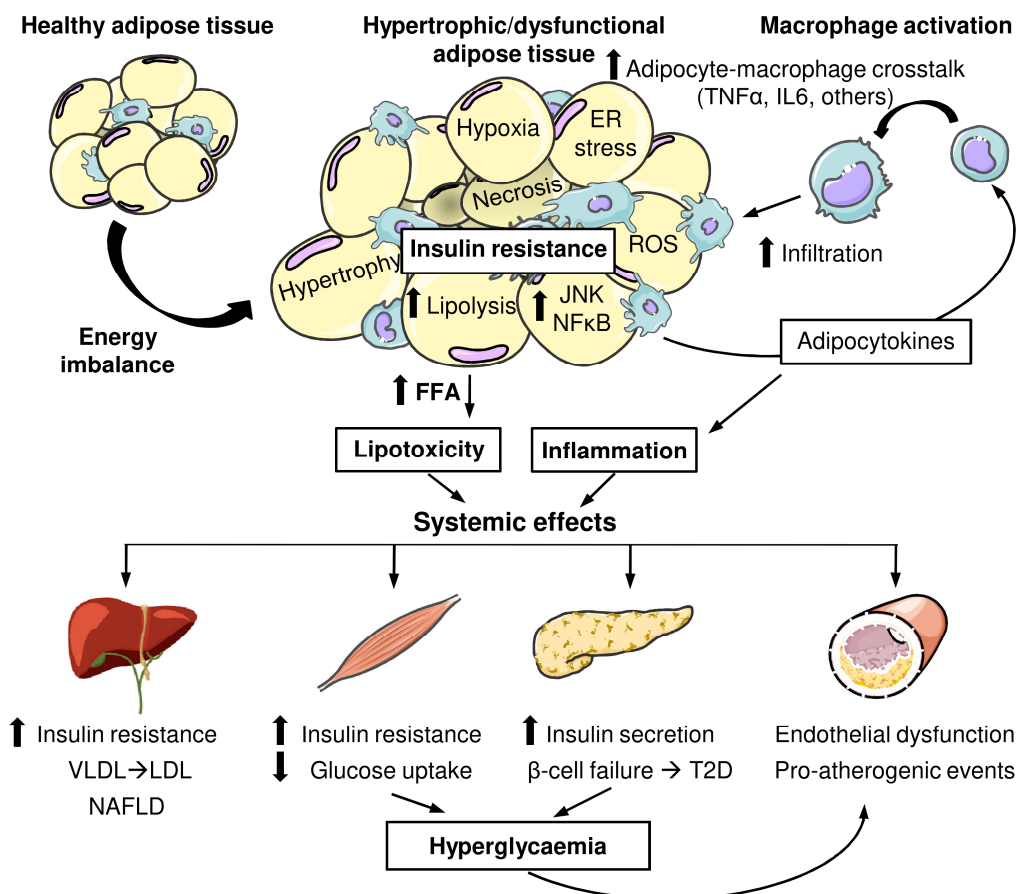 Healthy adipose tissue
Hypertrophic/dysfunctional
adipose tissue
Macrophage activation
Adipocyte-macrophage crosstalk
(TNFα, IL6, others)
Hypoxia
ER
stress
Necrosis
Insulin resistance
ROS
Hypertrophy
Lipolysis
JNK
NFκB
Infiltration
Adipocytokines
Energy
imbalance
FFA
Lipotoxicity
Inflammation
Systemic effects
Insulin resistance
VLDL→LDL
NAFLD
Insulin resistance
Glucose uptake
Insulin secretion
β-cell failure → T2D
Endothelial dysfunction
Pro-atherogenic events
Hyperglycaemia